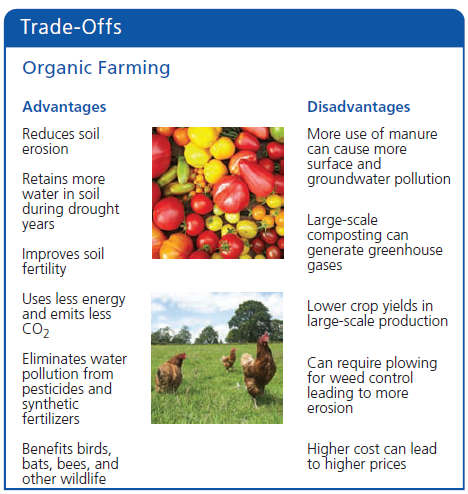 Trade-Offs
Organic Farming
Advantages
Reduces soil
erosion
Retains more
water in soil
during drought
years
Improves soil
fertility
Uses less energy
and emits less
CO2
Eliminates water
pollution from
pesticides and
synthetic
fertilizers
Benefits birds,
bats, bees, and
other wildlife
Disadvantages
More use of manure
can cause more
surface and
groundwater pollution
Large-scale
composting can
generate greenhouse
gases
Lower crop yields in
large-scale production
Can require plowing
for weed control
leading to more
erosion
Higher cost can lead
to higher prices